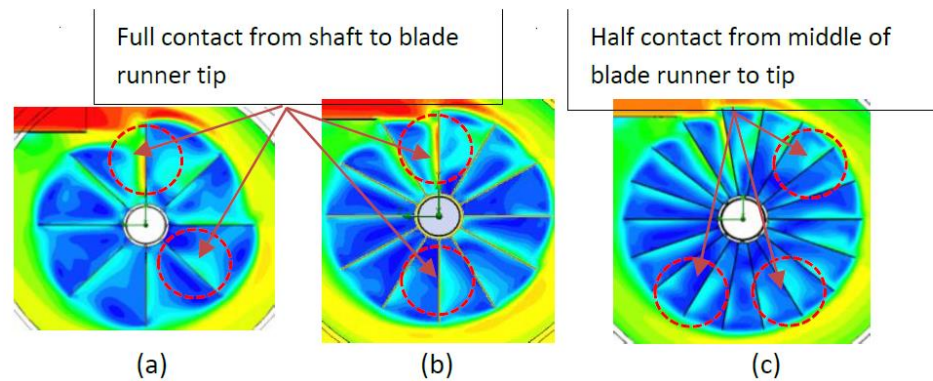 Full contact from shaft to blade
runner tip
Half contact from middle of
blade runner to tip
(a)
(b)
(c)